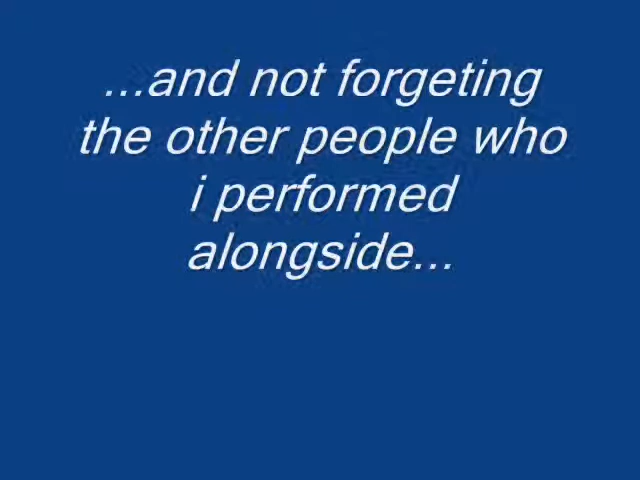 ...and not forgeting
the other people who
i performed
alongside...